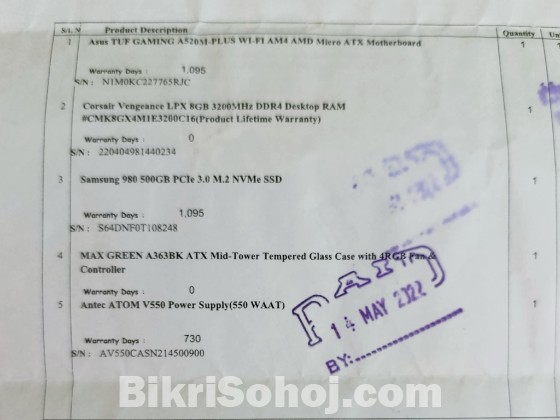 S/L N Product Description Quantity Un
1 Asus TUF GAMING A520M-PLUS WI-FI AM4 AMD Micro ATX Motherboard 1
Warranty Days : 1,095
S/N : N1M0KC227765RJC
2 Corsair Vengeance LPX 8GB 3200MHz DDR4 Desktop RAM 1
#CMK8GX4M1E3200C16(Product Lifetime Warranty)
Warranty Days : 0
S/N : 220404981440234
3 Samsung 980 500GB PCIe 3.0 M.2 NVMe SSD 1
Warranty Days : 1,095
S/N : S64DNF0T108248
4 MAX GREEN A363BK ATX Mid-Tower Tempered Glass Case with 4RGB Fan & 1
Controller
Warranty Days : 0
5 Antec ATOM V550 Power Supply(550 WAAT) 1
Warranty Days : 730
S/N : AV550CASN214500900
PAID
14 MAY 2022
BY:
BikriSohoj.com